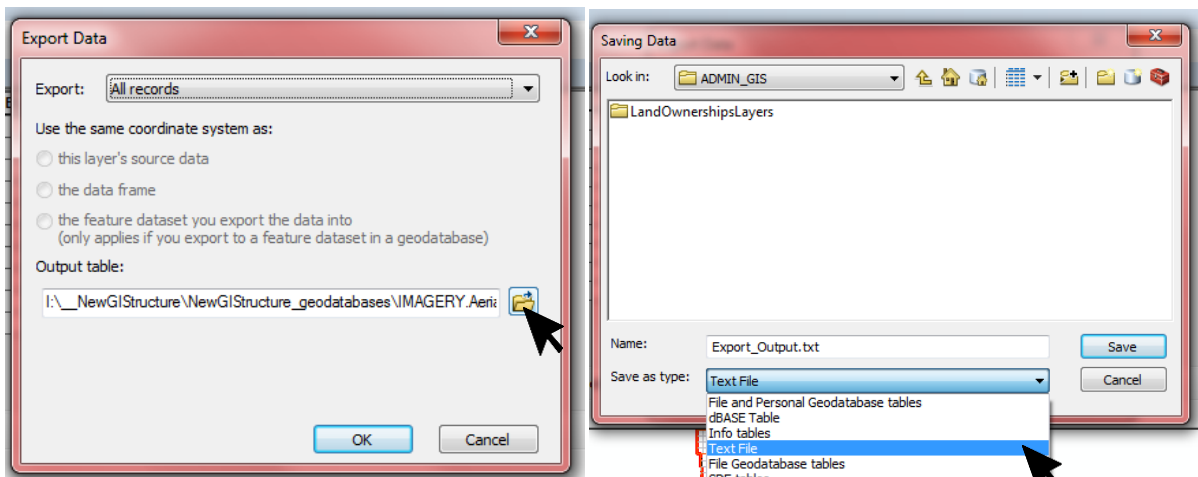 Export Data
Export: All records
Use the same coordinate system as:
this layer's source data
the data frame
the feature dataset you export the data into
(only applies if you export to a feature dataset in a geodatabase)
Output table:
I:\__NewGIStructure\NewGIStructure_geodatabases\IMAGERY.Aeria
OK Cancel
Saving Data
Look in: ADMIN_GIS
LandOwnershipsLayers
Name: Export_Output.txt Save
Save as type: Text File Cancel
File and Personal Geodatabase tables
dBASE Table
Info tables
Text File
File Geodatabase tables